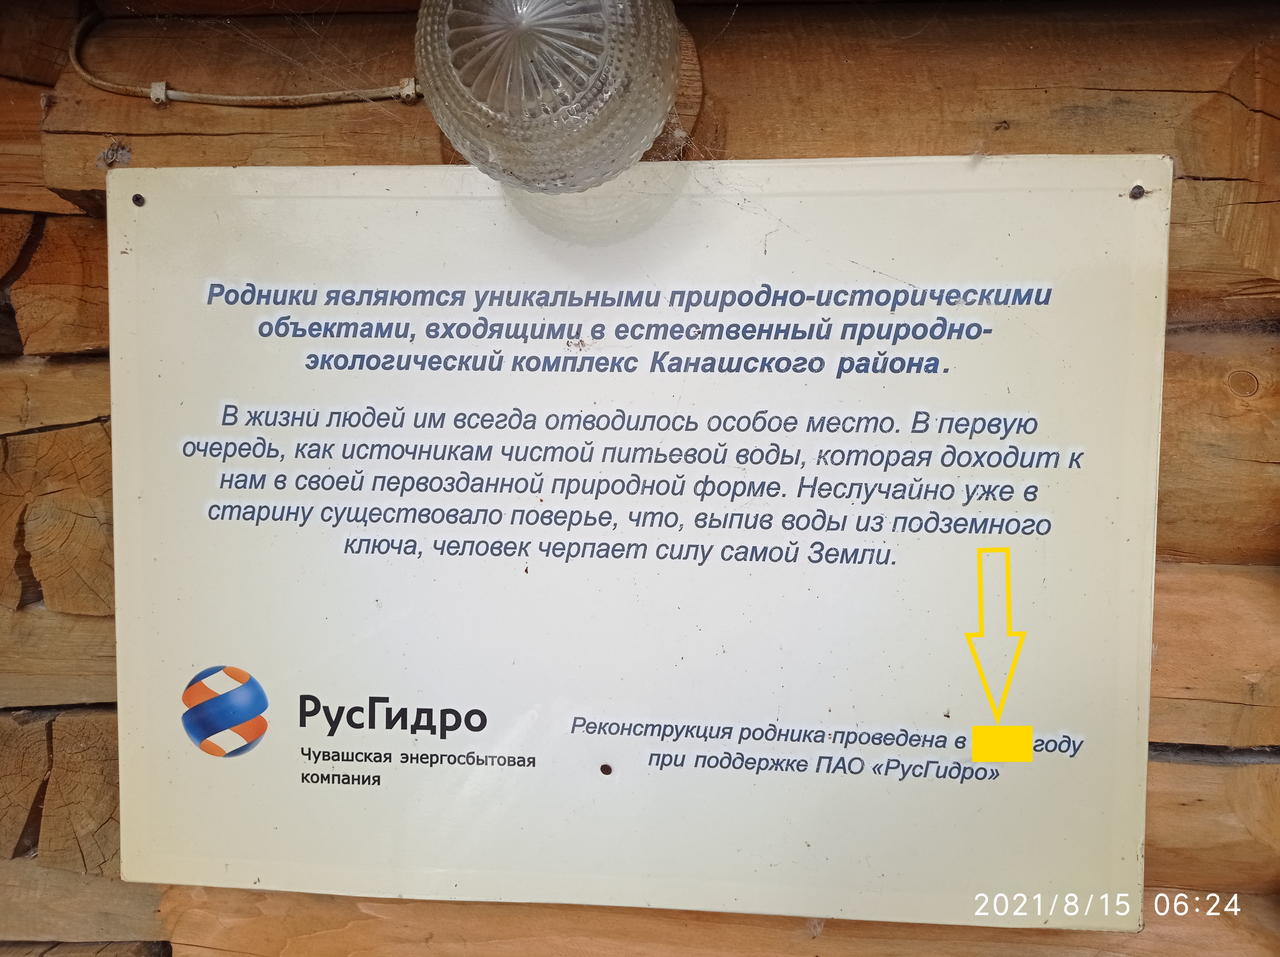 Родники являются уникальными природно-историческими
объектами, входящими в естественный природно-
экологический комплекс Канашского района.
В жизни людей им всегда отводилось особое место. В первую
очередь, как источникам чистой питьевой воды, которая доходит к
нам в своей первозданной природной форме. Неслучайно уже в
старину существовало поверье, что, выпив воды из подземного
ключа, человек черпает силу самой Земли.
РусГидро
Чувашская энергосбытовая
компания
Реконструкция родника проведена в году
при поддержке ПАО «РусГидро»
2021/8/15 06:24